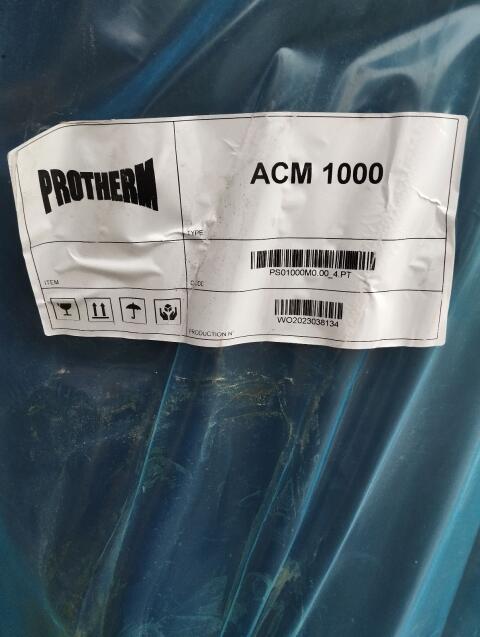 PROTHERM
ACM 1000
TYPE
ITEM
CODE
PS01000M0.00_4.PT
PRODUCTION N°
WO2023038134